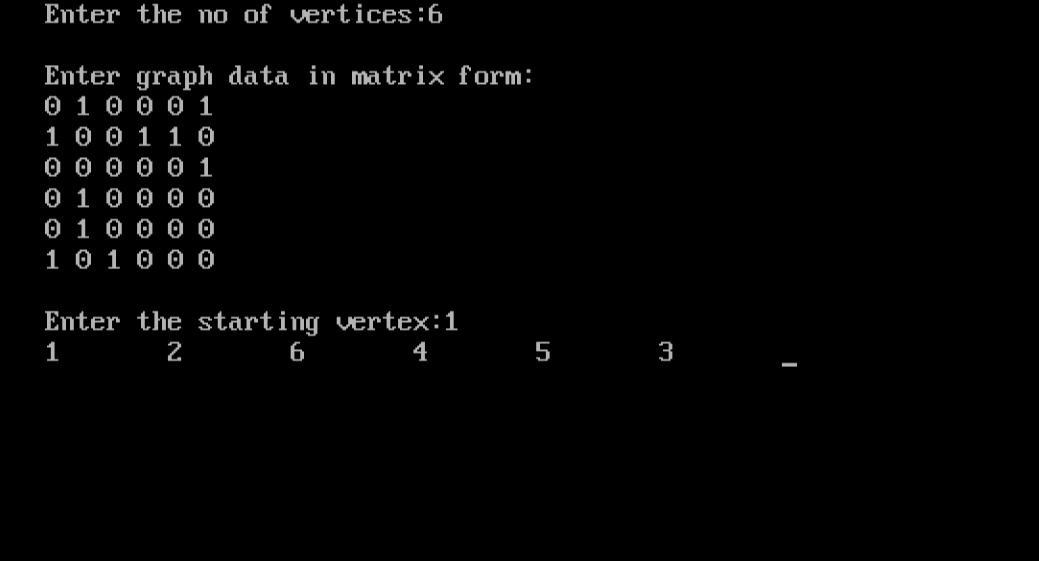 Enter the no of vertices:6
Enter graph data in matrix form:
0 1 0 0 0 1
1 0 0 1 1 0
0 0 0 0 0 1
0 1 0 0 0 0
0 1 0 0 0 0
1 0 1 0 0 0
Enter the starting vertex:1
1 2 6 4 5 3 _